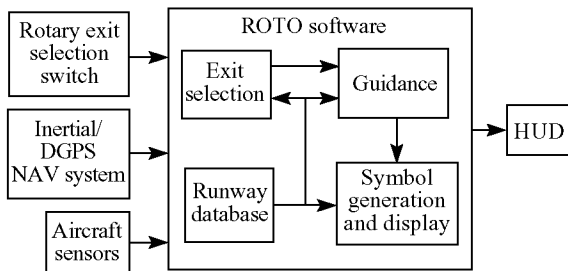 Rotary exit
selection
switch
Inertial/
DGPS
NAV system
Aircraft
sensors
ROTO software
Exit
selection
Guidance
Runway
database
Symbol
generation
and display
HUD